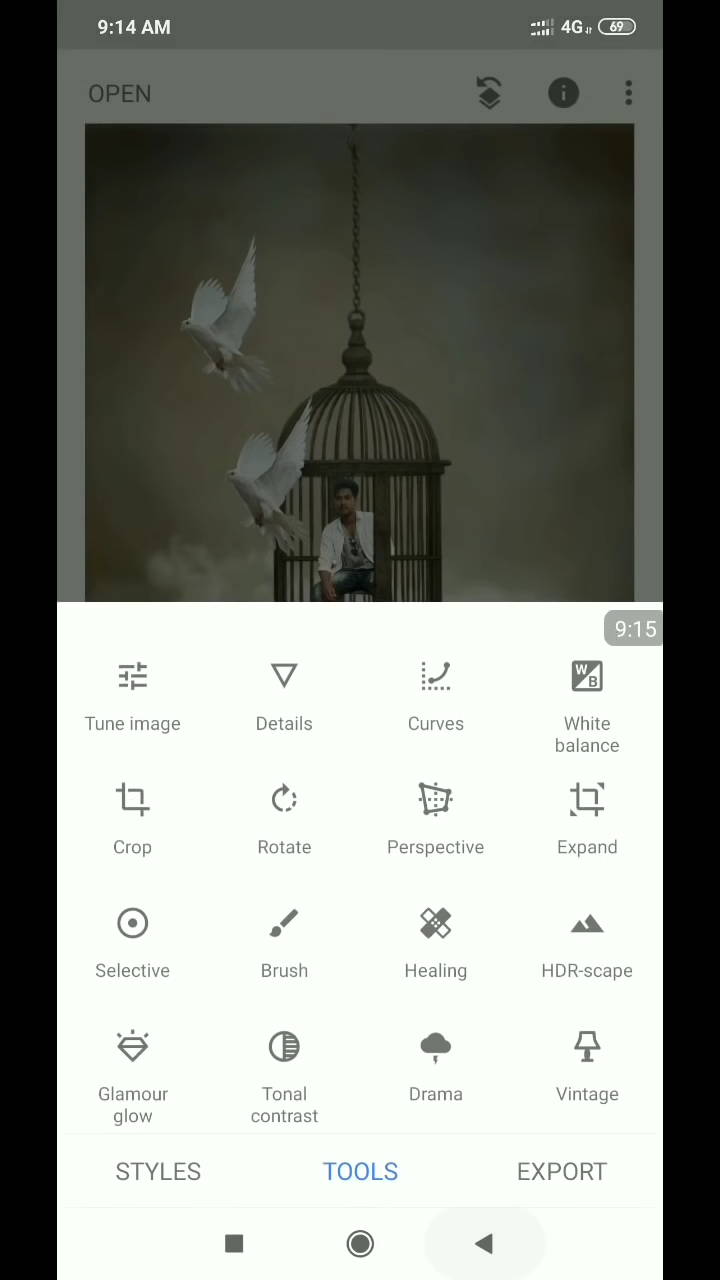 9:14 AM
4G
69
OPEN
9:15
Tune image
Details
Curves
White
balance
W
B
Crop
Rotate
Perspective
Expand
Selective
Brush
Healing
HDR-scape
Glamour
glow
Tonal
contrast
Drama
Vintage
STYLES
TOOLS
EXPORT